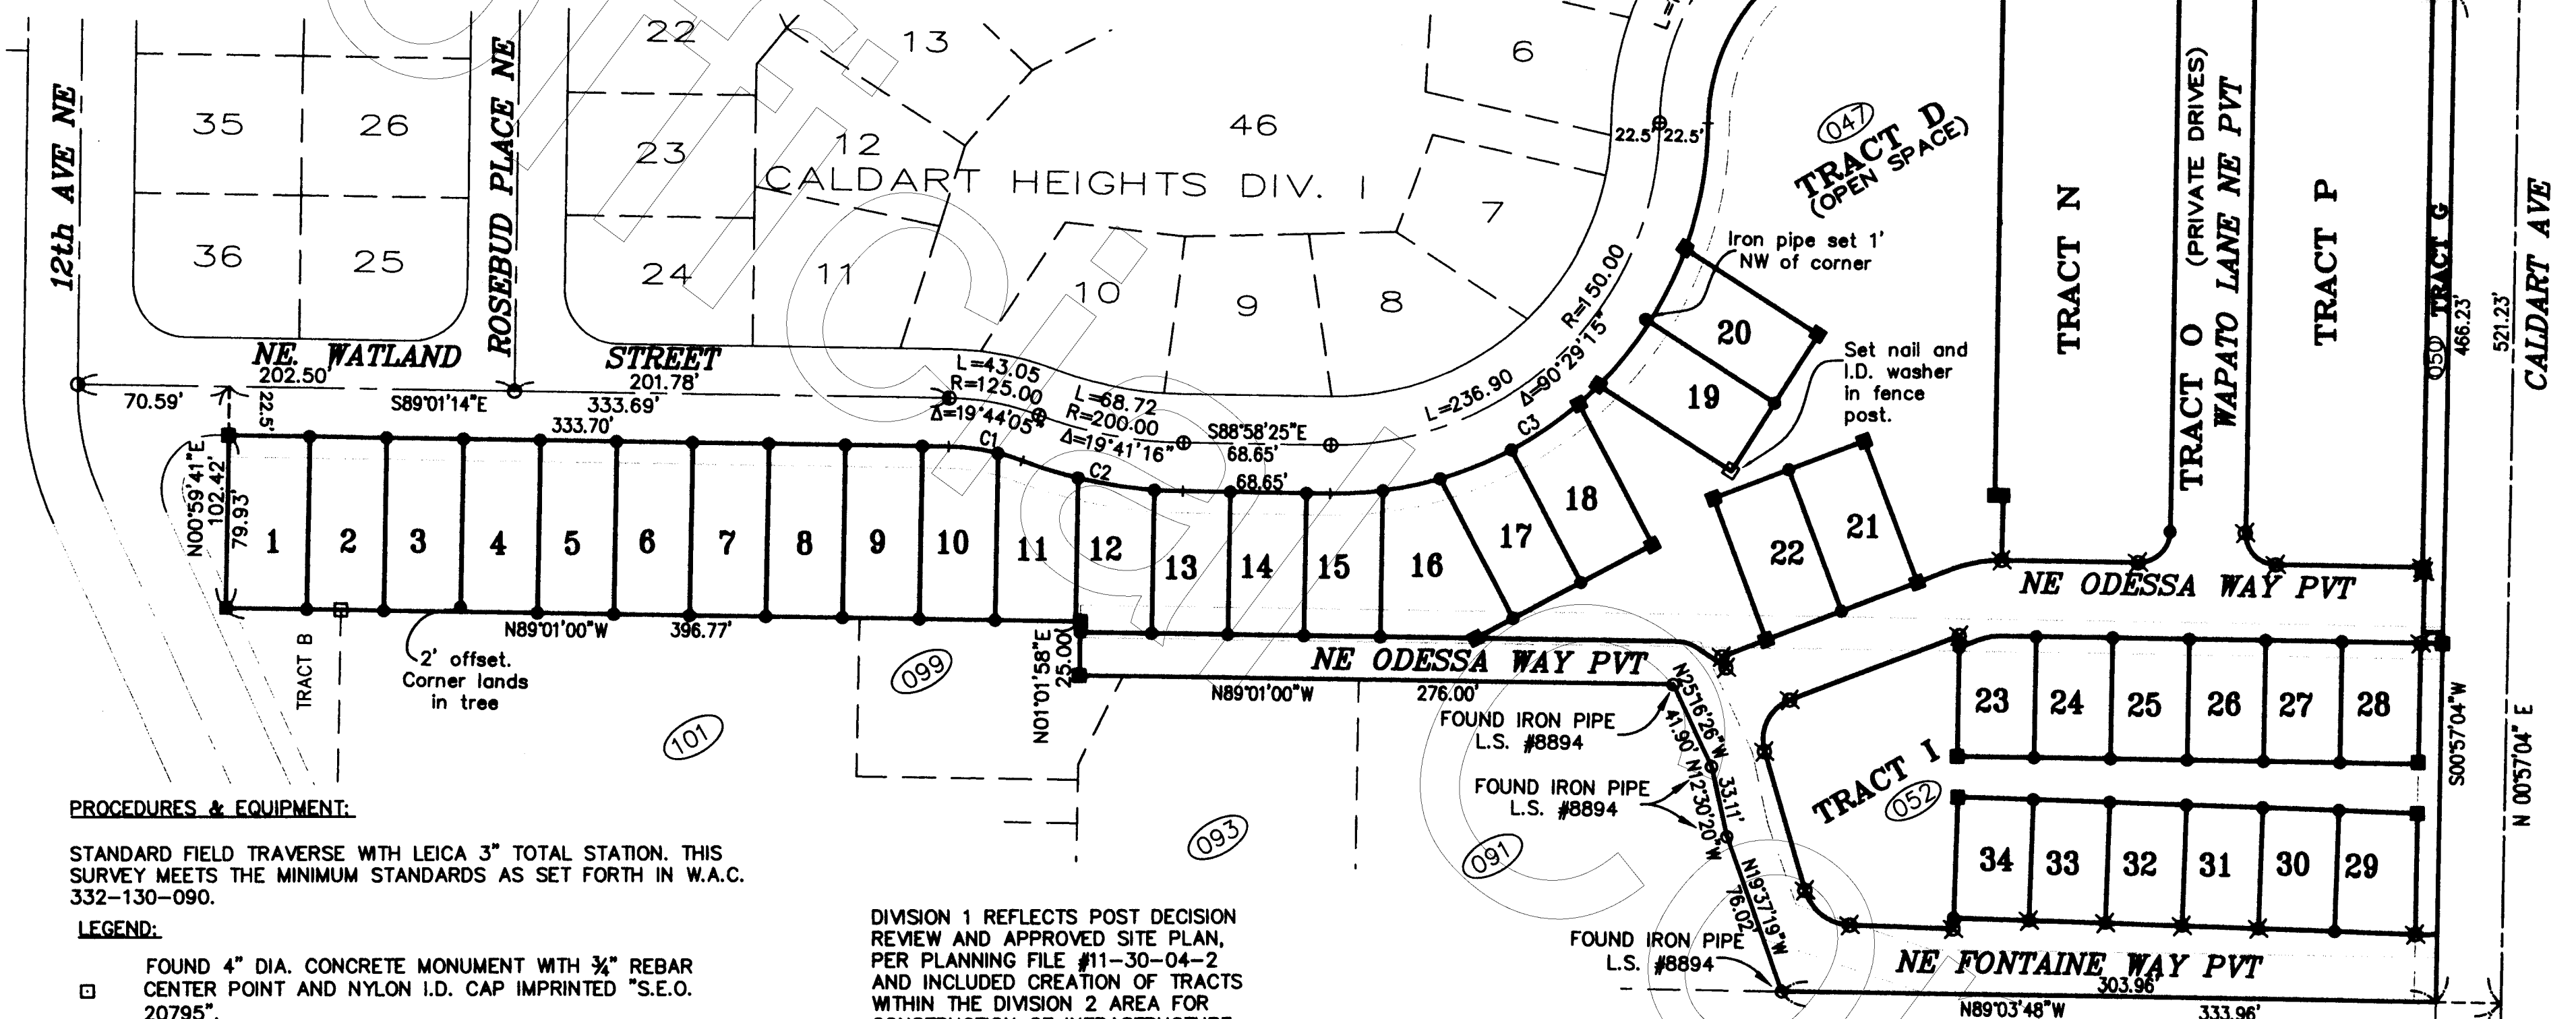 12th AVE NE
35
26
36
25
ROSEBUD PLACE NE
22
23
24
13
12
11
46
CALDART HEIGHTS DIV. I
10
9
8
7
6
22.5' 22.5'
047
TRACT D
(OPEN SPACE)
TRACT N
TRACT O (PRIVATE DRIVES)
WAPATO LANE NE PVT
TRACT P
TRACT G
050
466.23'
521.23'
CALDART AVE
Iron pipe set 1'
NW of corner
Set nail and
I.D. washer
in fence
post.
NE. WATLAND STREET
202.50'
201.78'
70.59'
22.5'
S89°01'14"E
333.69'
333.70'
L=43.05
R=125.00
Δ=19°44'05"
L=68.72
R=200.00
Δ=19°41'16"
S88°58'25"E
68.65'
68.65'
L=236.90
R=150.00
Δ=90°29'15"
C1
C2
C3
N00°59'41"E
102.42'
79.93'
1
2
3
4
5
6
7
8
9
10
11
12
13
14
15
16
17
18
19
20
21
22
N89°01'00"W
396.77'
TRACT B
2' offset.
Corner lands
in tree
099
101
N01°01'58"E
25.00'
NE ODESSA WAY PVT
N89°01'00"W
276.00'
NE ODESSA WAY PVT
FOUND IRON PIPE
L.S. #8894
N25°16'26"W
41.90'
FOUND IRON PIPE
L.S. #8894
N12°30'20"W
33.11'
N19°37'19"W
76.02'
FOUND IRON PIPE
L.S. #8894
093
091
TRACT I
052
23
24
25
26
27
28
34
33
32
31
30
29
S00°57'04"W
N 00°57'04" E
NE FONTAINE WAY PVT
303.96'
N89°03'48"W
333.96'
PROCEDURES & EQUIPMENT:
STANDARD FIELD TRAVERSE WITH LEICA 3" TOTAL STATION. THIS
SURVEY MEETS THE MINIMUM STANDARDS AS SET FORTH IN W.A.C.
332-130-090.
LEGEND:
FOUND 4" DIA. CONCRETE MONUMENT WITH ¾" REBAR
CENTER POINT AND NYLON I.D. CAP IMPRINTED "S.E.O.
20795".
DIVISION 1 REFLECTS POST DECISION
REVIEW AND APPROVED SITE PLAN,
PER PLANNING FILE #11-30-04-2
AND INCLUDED CREATION OF TRACTS
WITHIN THE DIVISION 2 AREA FOR